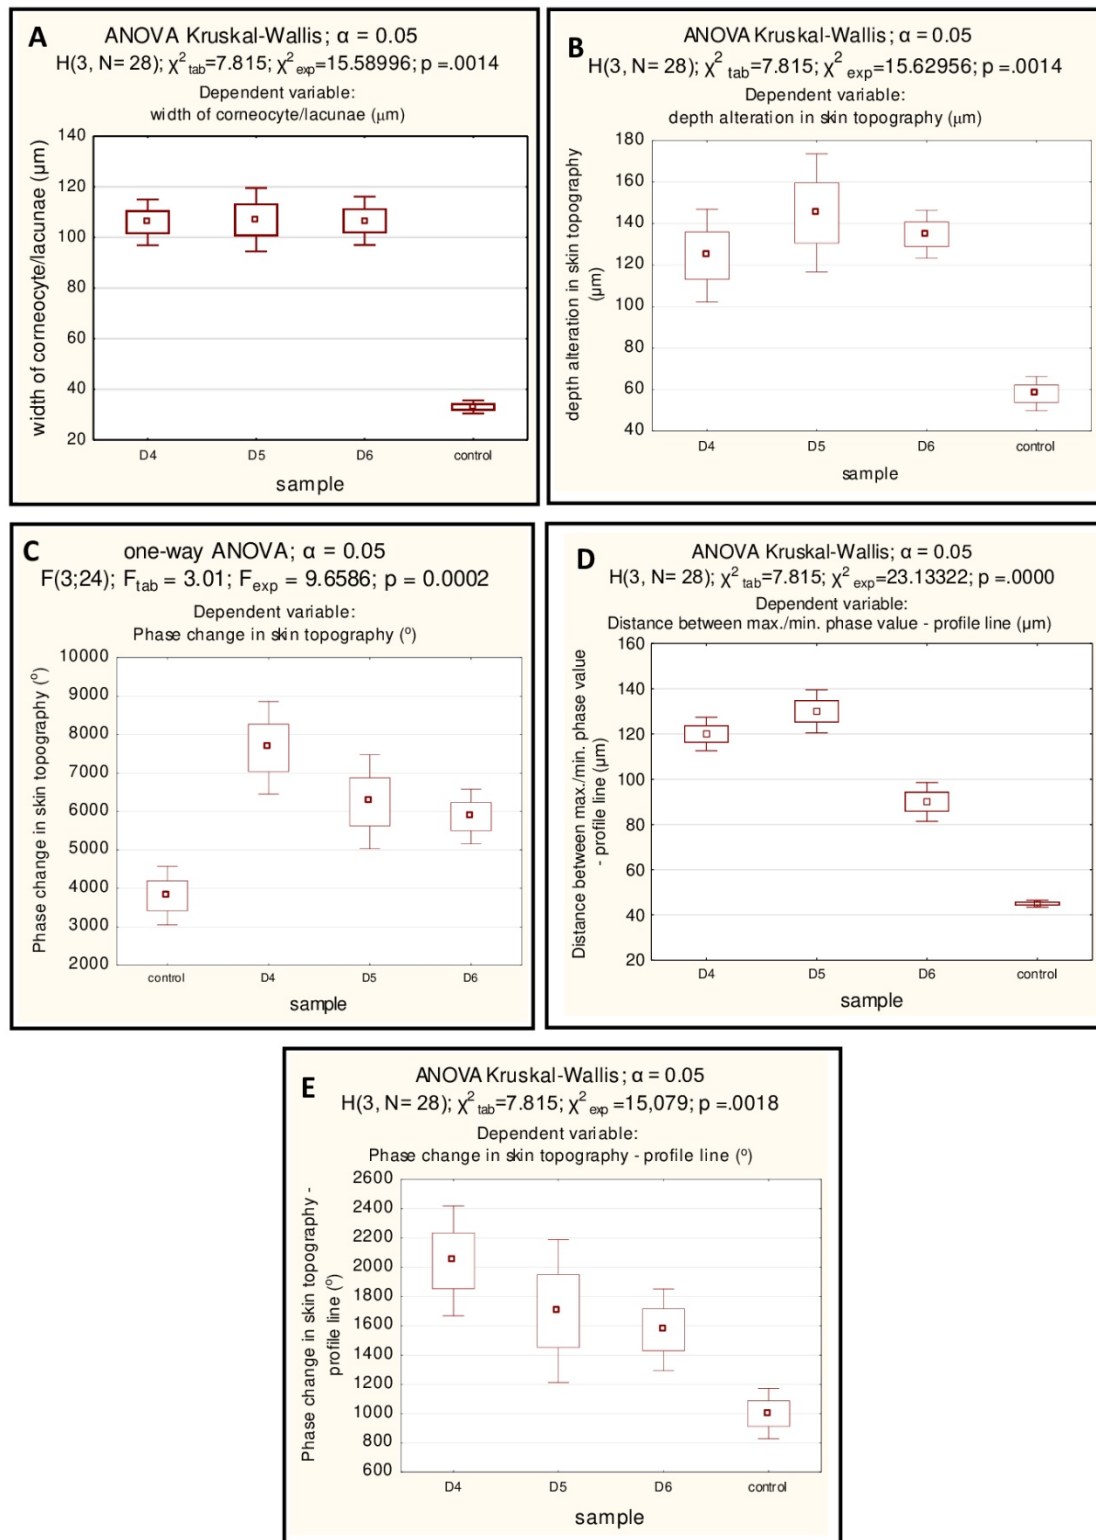 A
ANOVA Kruskal-Wallis; α = 0.05
H(3, N= 28); χ² tab=7.815; χ² exp=15.58996; p =.0014
Dependent variable:
width of corneocyte/lacunae (μm)
width of corneocyte/lacunae (μm)
140
120
100
80
60
40
20
D4 D5 D6 control
sample
B
ANOVA Kruskal-Wallis; α = 0.05
H(3, N= 28); χ² tab=7.815; χ² exp=15.62956; p =.0014
Dependent variable:
depth alteration in skin topography (μm)
depth alteration in skin topography
(μm)
180
160
140
120
100
80
60
40
D4 D5 D6 control
sample
C
one-way ANOVA; α = 0.05
F(3;24); Ftab = 3.01; Fexp = 9.6586; p = 0.0002
Dependent variable:
Phase change in skin topography (º)
Phase change in skin topography (º)
10000
9000
8000
7000
6000
5000
4000
3000
2000
control D4 D5 D6
sample
D
ANOVA Kruskal-Wallis; α = 0.05
H(3, N= 28); χ² tab=7.815; χ² exp=23.13322; p =.0000
Dependent variable:
Distance between max./min. phase value - profile line (μm)
Distance between max./min. phase value
- profile line (μm)
160
140
120
100
80
60
40
20
D4 D5 D6 control
sample
E
ANOVA Kruskal-Wallis; α = 0.05
H(3, N= 28); χ² tab=7.815; χ² exp =15,079; p =.0018
Dependent variable:
Phase change in skin topography - profile line (º)
Phase change in skin topography -
profile line (º)
2600
2400
2200
2000
1800
1600
1400
1200
1000
800
600
D4 D5 D6 control
sample